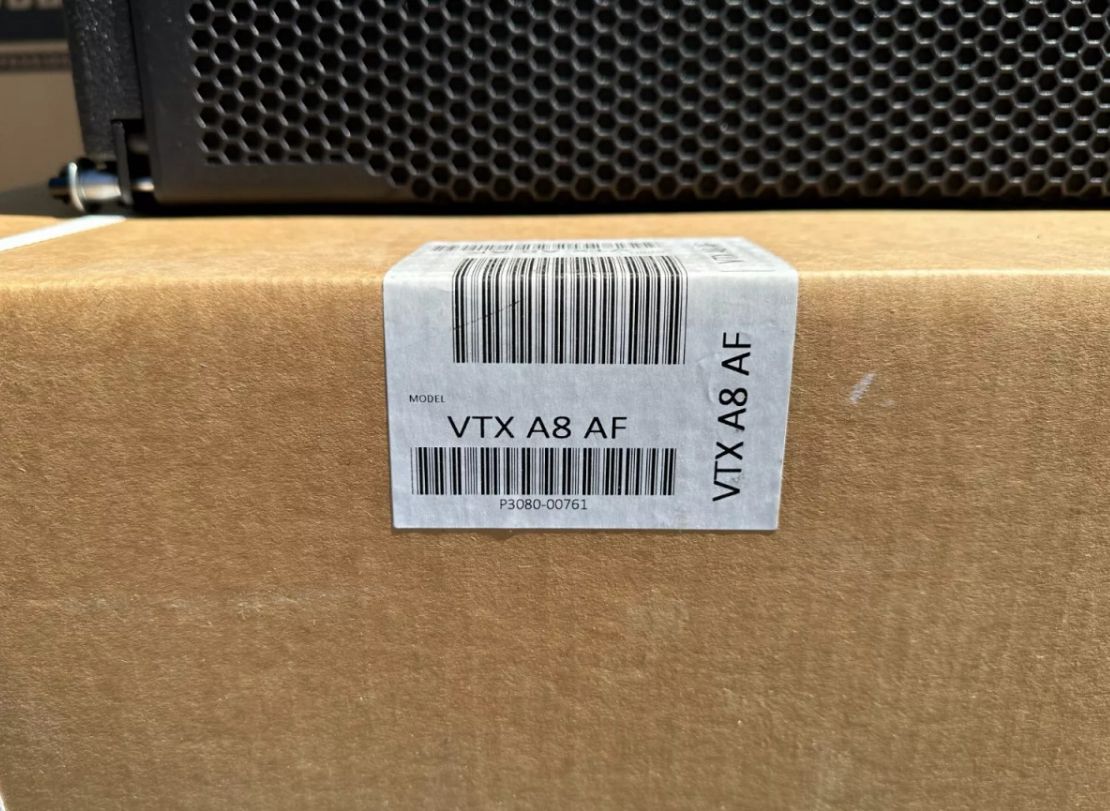 MODEL
VTX A8 AF
P3080-00761
VTX A8 AF